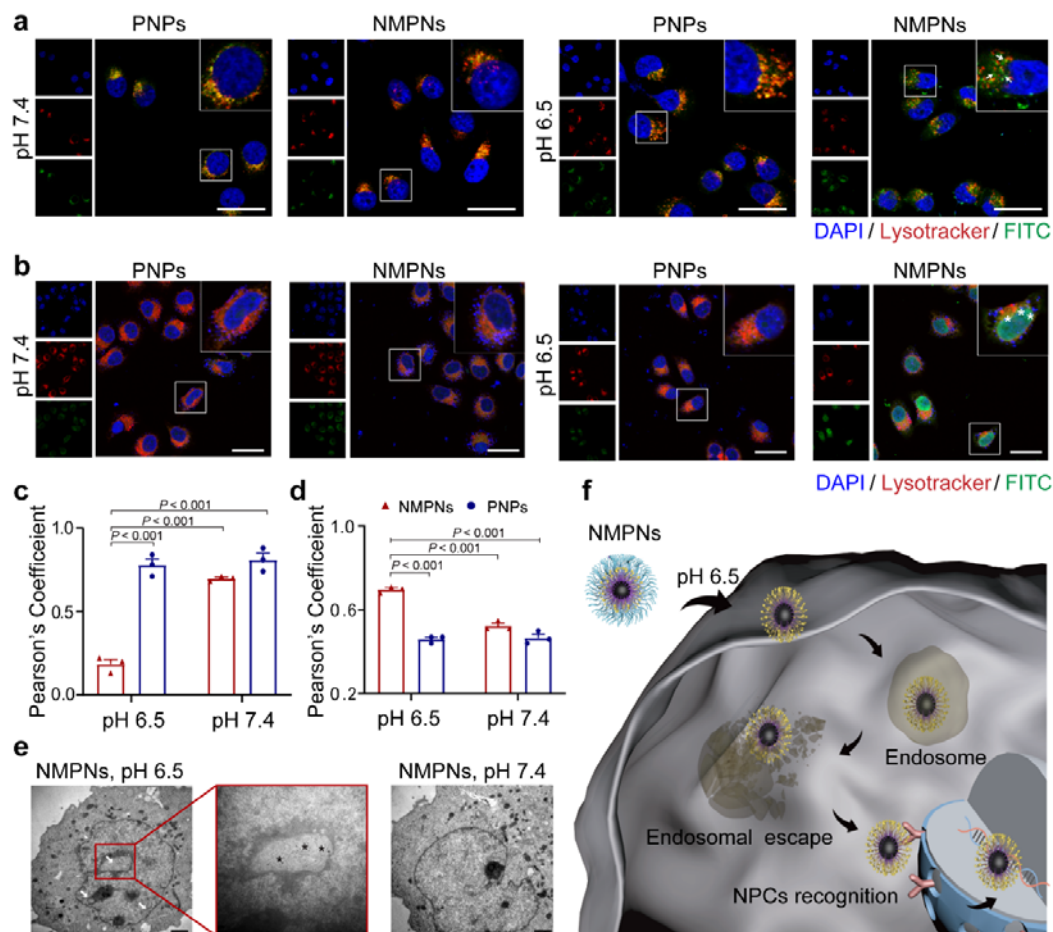 a
PNPs
NMPNs
PNPs
NMPNs
pH 7.4
pH 6.5
DAPI / Lysotracker / FITC
b
PNPs
NMPNs
PNPs
NMPNs
pH 7.4
pH 6.5
DAPI / Lysotracker / FITC
c
P < 0.001
P < 0.001
P < 0.001
Pearson's Coefficeient
1.0
0.5
0.0
pH 6.5
pH 7.4
d
NMPNs
PNPs
P < 0.001
P < 0.001
P < 0.001
Pearson's Coefficeient
1.0
0.6
0.2
pH 6.5
pH 7.4
e
NMPNs, pH 6.5
NMPNs, pH 7.4
f
NMPNs
pH 6.5
Endosome
Endosomal escape
NPCs recognition